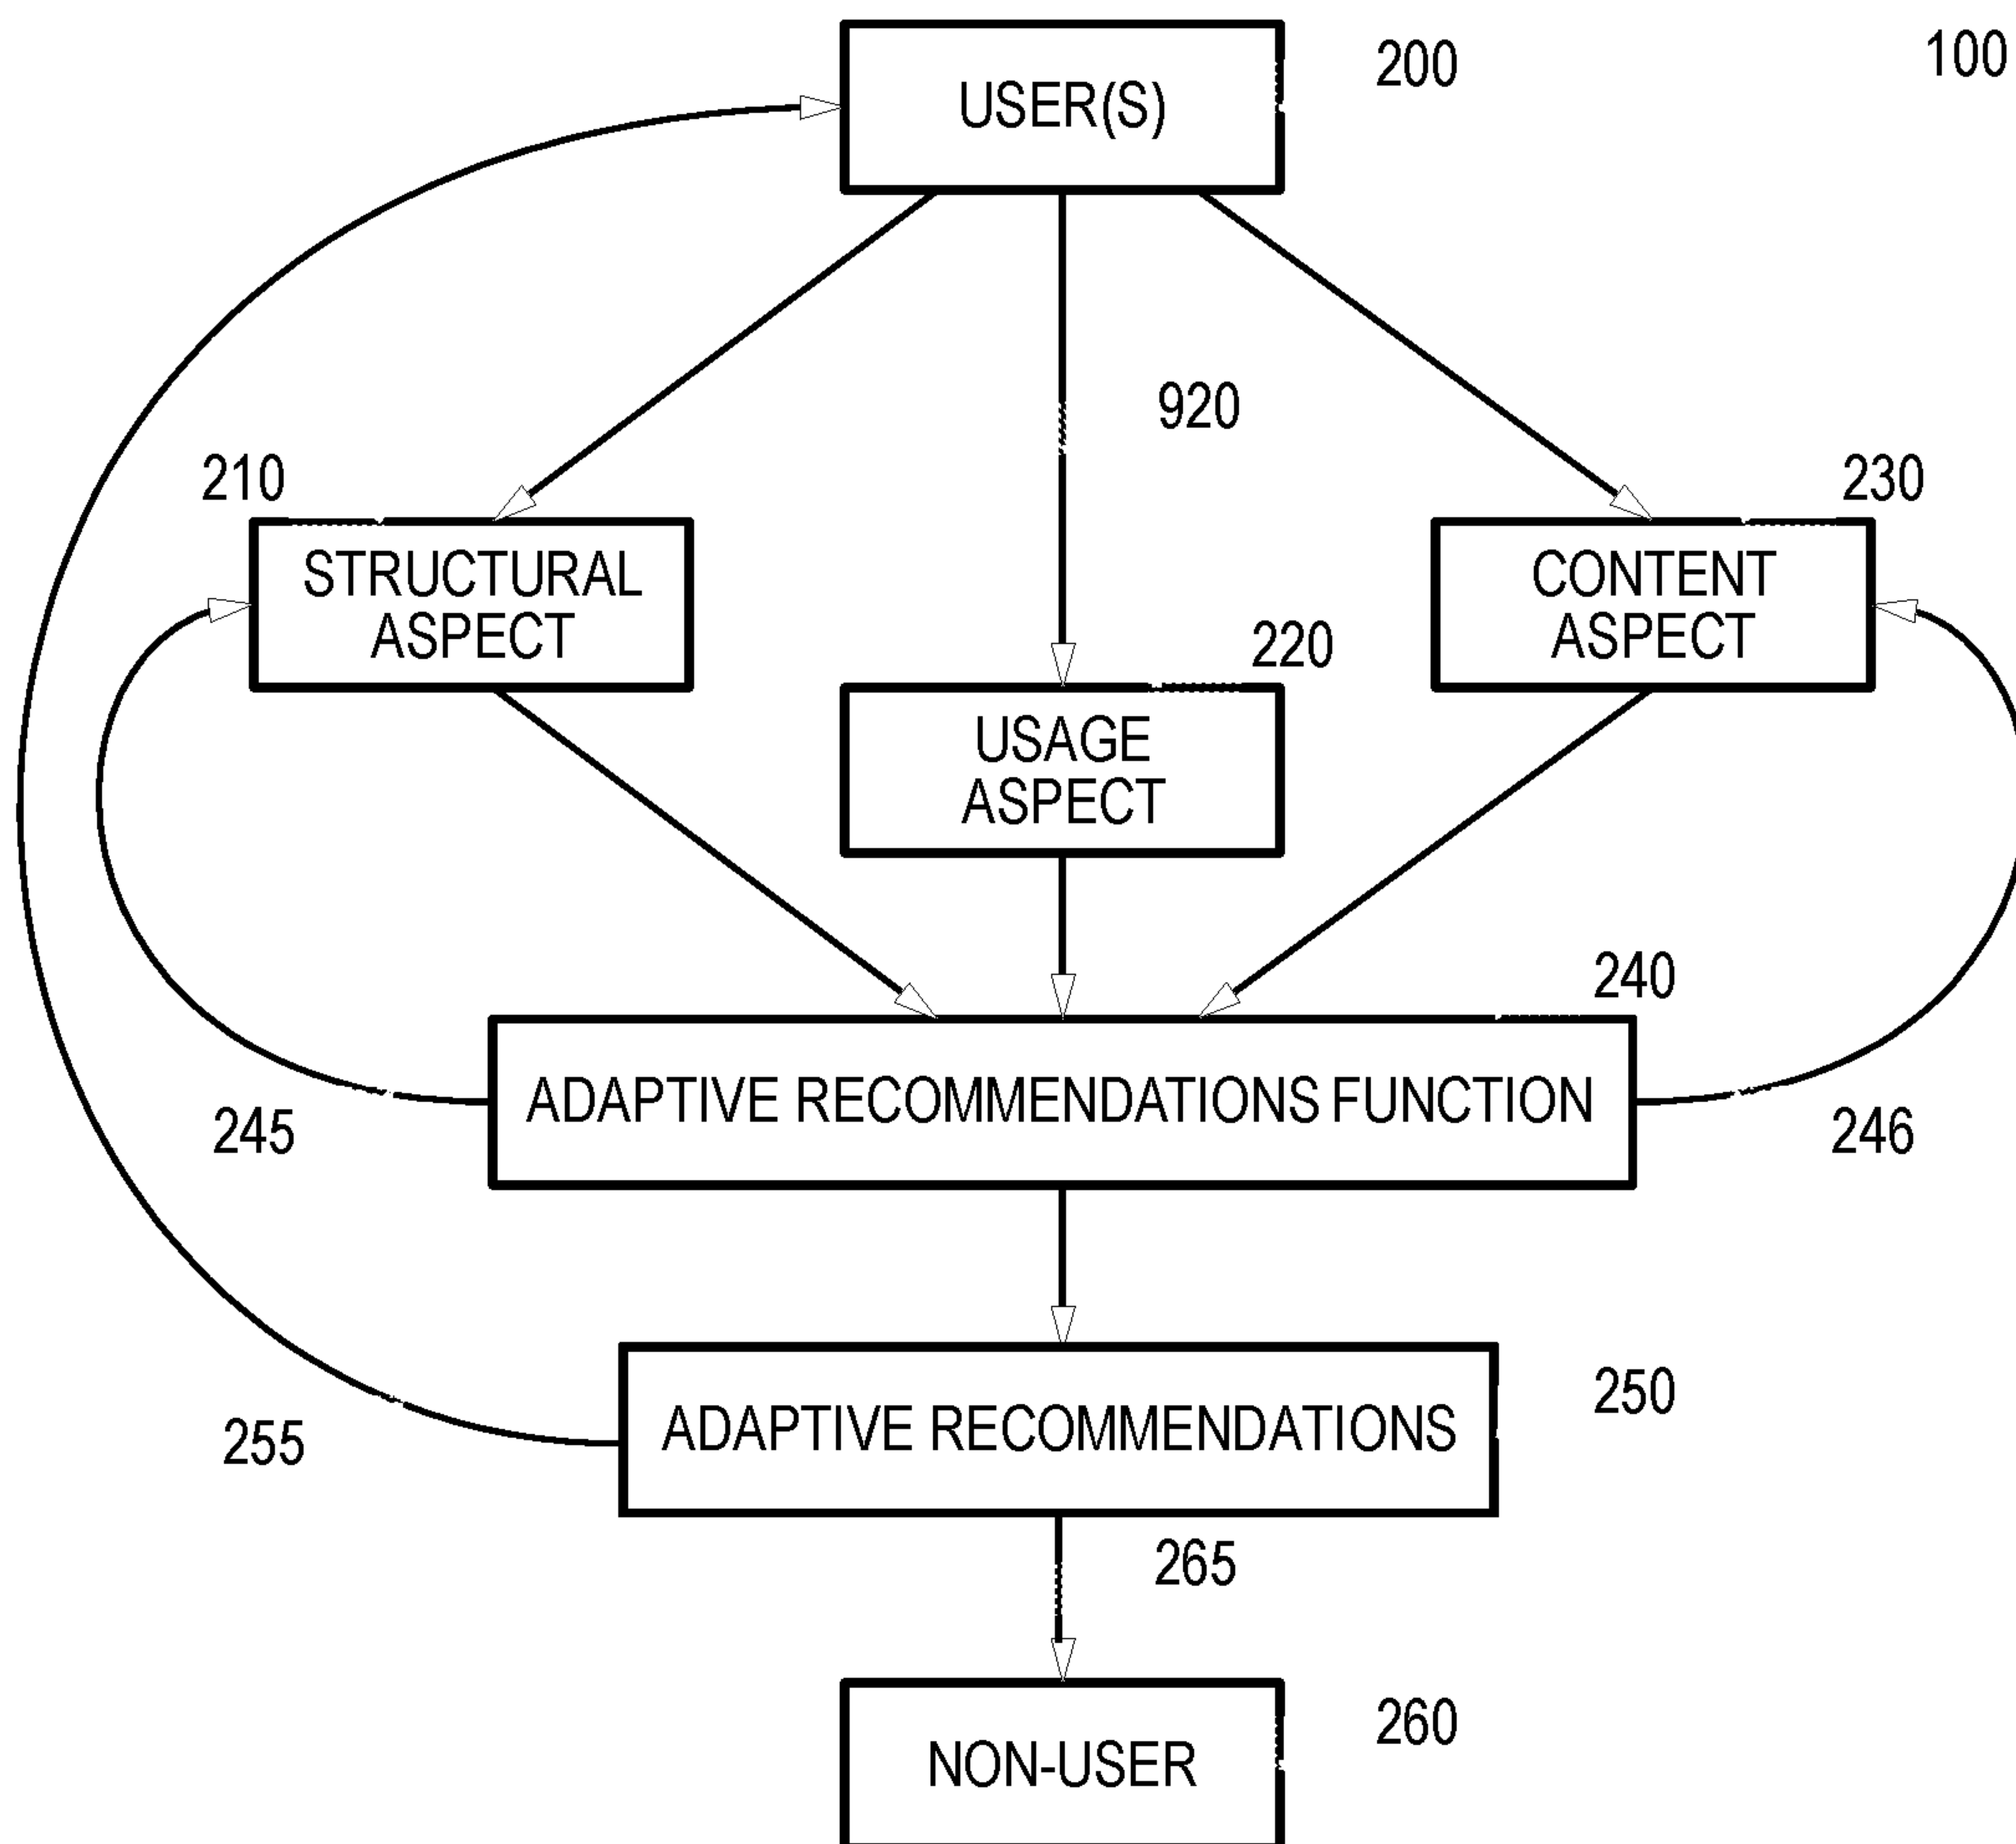 100
USER(S)
200
920
210
230
STRUCTURAL
ASPECT
CONTENT
ASPECT
220
USAGE
ASPECT
240
ADAPTIVE RECOMMENDATIONS FUNCTION
245
246
ADAPTIVE RECOMMENDATIONS
250
255
265
NON-USER
260